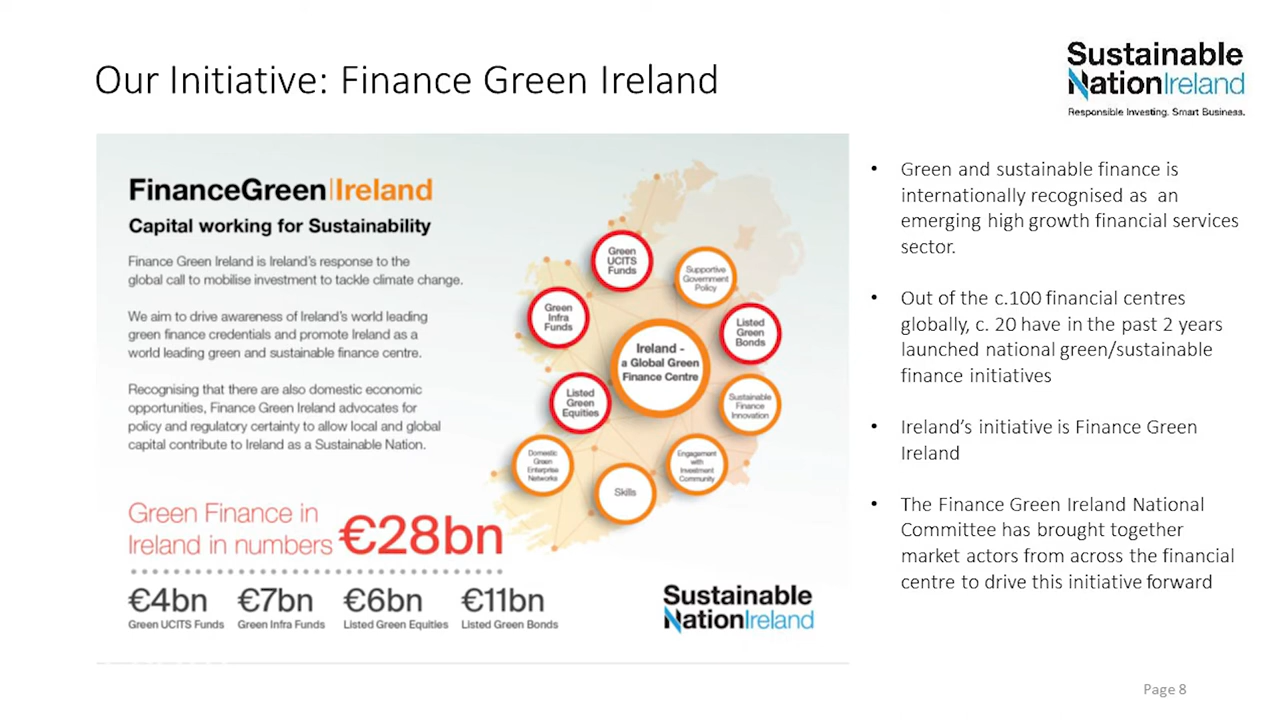 Our Initiative: Finance Green Ireland
Sustainable
NationIreland
Responsible Investing. Smart Business.
FinanceGreen|Ireland
Capital working for Sustainability
Finance Green Ireland is Ireland's response to the
global call to mobilise investment to tackle climate change.
We aim to drive awareness of Ireland's world leading
green finance credentials and promote Ireland as a
world leading green and sustainable finance centre.
Recognising that there are also domestic economic
opportunities, Finance Green Ireland advocates for
policy and regulatory certainty to allow local and global
capital contribute to Ireland as a Sustainable Nation.
Green
UCITS
Funds
Supportive
Government
Policy
Green
Infra
Funds
Listed
Green
Bonds
Ireland -
a Global Green
Finance Centre
Listed
Green
Equities
Sustainable
Finance
Innovation
Domestic
Green
Enterprise
Networks
Engagement
with
Investment
Community
Skills
Green Finance in
Ireland in numbers €28bn
€4bn €7bn €6bn €11bn
Green UCITS Funds Green Infra Funds Listed Green Equities Listed Green Bonds
Sustainable
NationIreland
• Green and sustainable finance is
internationally recognised as an
emerging high growth financial services
sector.
• Out of the c.100 financial centres
globally, c. 20 have in the past 2 years
launched national green/sustainable
finance initiatives
• Ireland's initiative is Finance Green
Ireland
• The Finance Green Ireland National
Committee has brought together
market actors from across the financial
centre to drive this initiative forward
Page 8